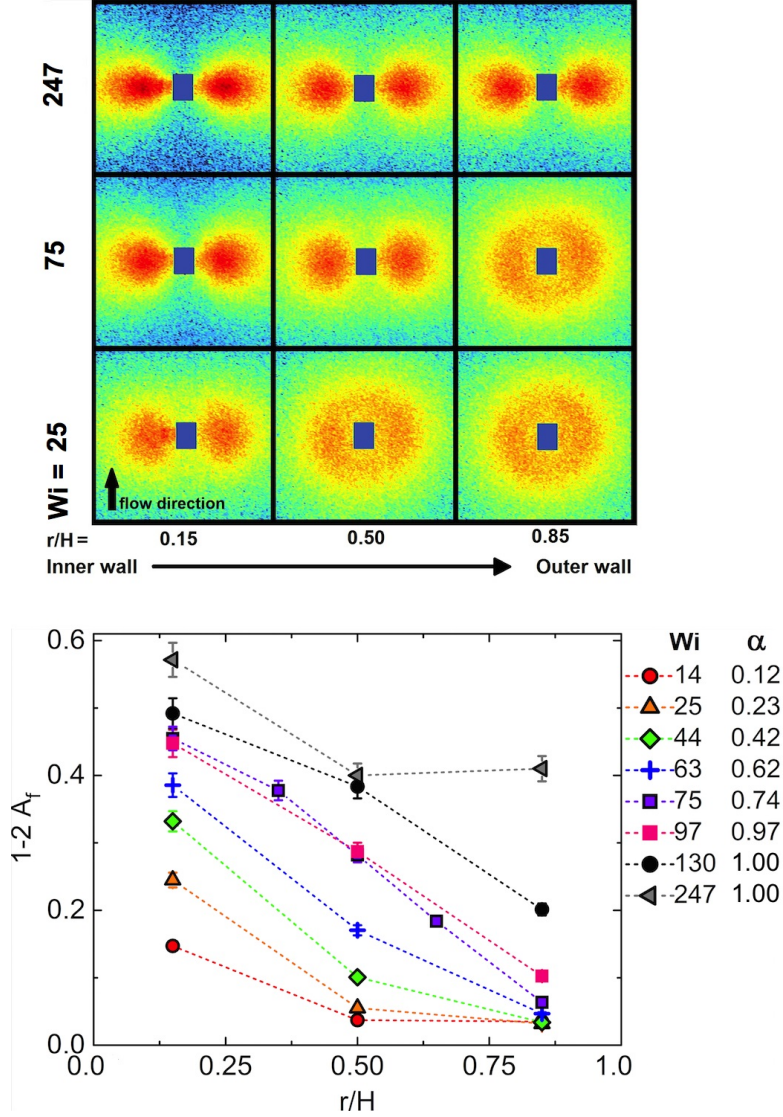 247
75
Wi = 25
flow direction
r/H = 0.15 0.50 0.85
Inner wall Outer wall
Wi α
14 0.12
25 0.23
44 0.42
63 0.62
75 0.74
97 0.97
130 1.00
247 1.00
1-2 Af
0.6
0.4
0.2
0.0
0.0 0.25 0.50 0.75 1.0
r/H